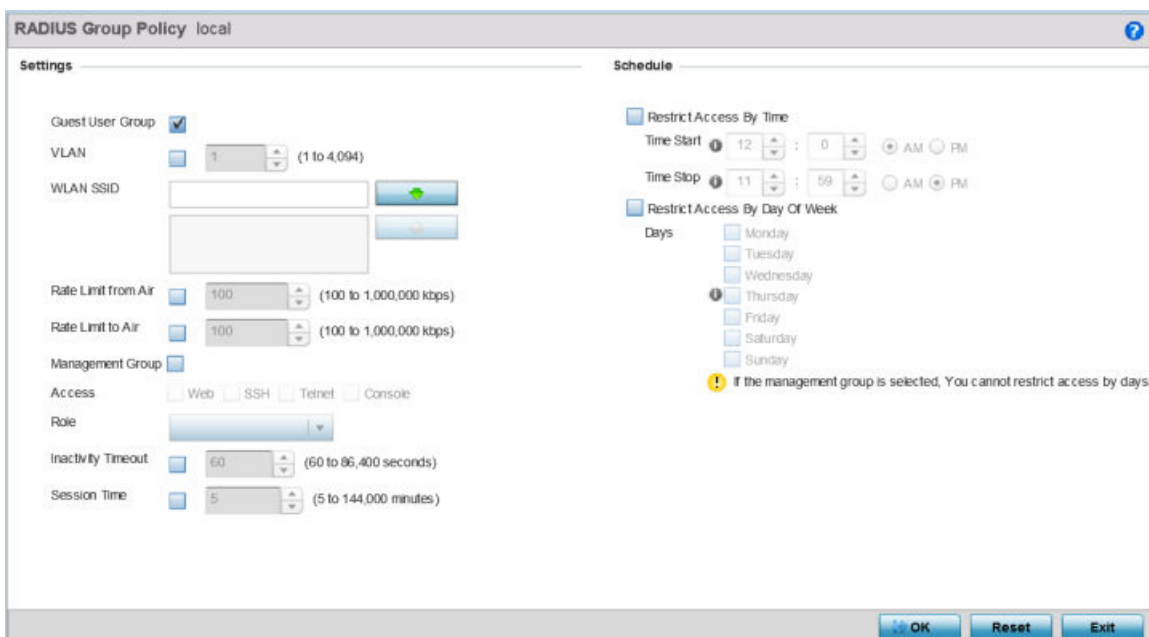 RADIUS Group Policy local
Settings
Guest User Group
VLAN 1 (1 to 4,094)
WLAN SSID
Rate Limit from Air 100 (100 to 1,000,000 kbps)
Rate Limit to Air 100 (100 to 1,000,000 kbps)
Management Group
Access Web SSH Telnet Console
Role
Inactivity Timeout 60 (60 to 86,400 seconds)
Session Time 5 (5 to 144,000 minutes)
Schedule
Restrict Access By Time
Time Start 12 : 0 AM PM
Time Stop 11 : 59 AM PM
Restrict Access By Day Of Week
Days Monday
Tuesday
Wednesday
Thursday
Friday
Saturday
Sunday
If the management group is selected, You cannot restrict access by days
OK Reset Exit